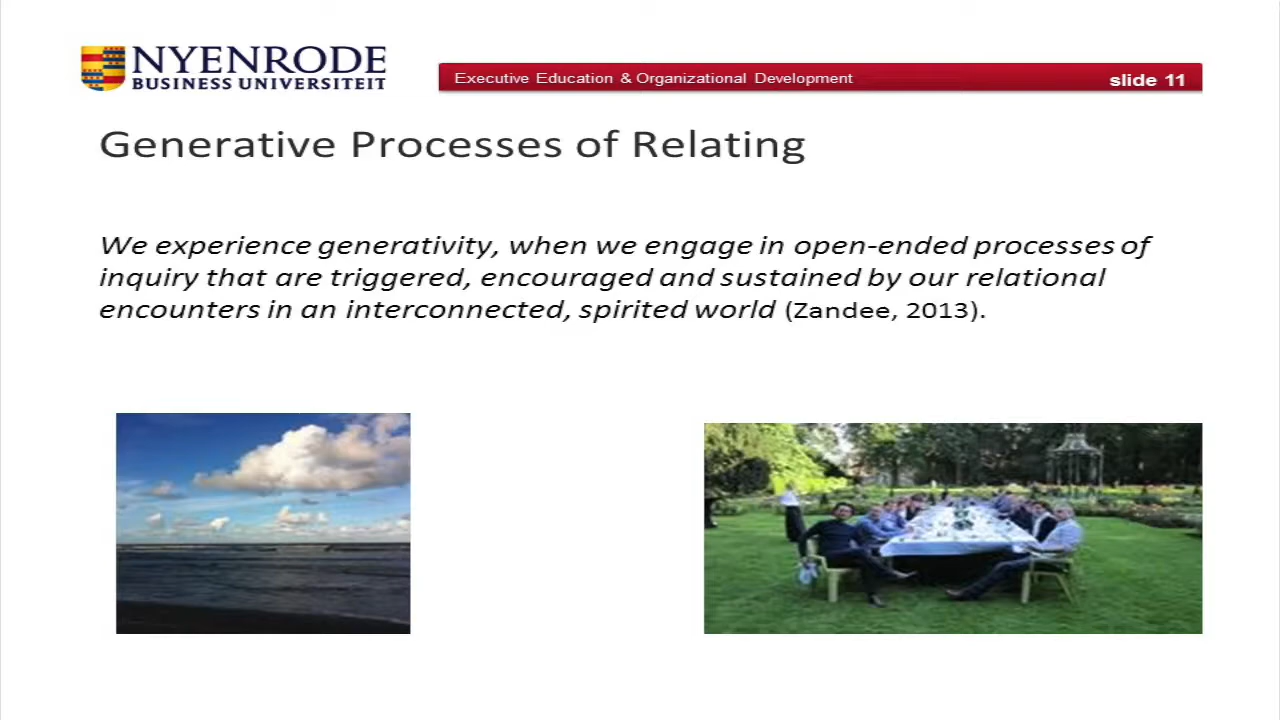 NYENRODE
BUSINESS UNIVERSITEIT
Executive Education & Organizational Development
slide 11
Generative Processes of Relating
We experience generativity, when we engage in open-ended processes of
inquiry that are triggered, encouraged and sustained by our relational
encounters in an interconnected, spirited world (Zandee, 2013).